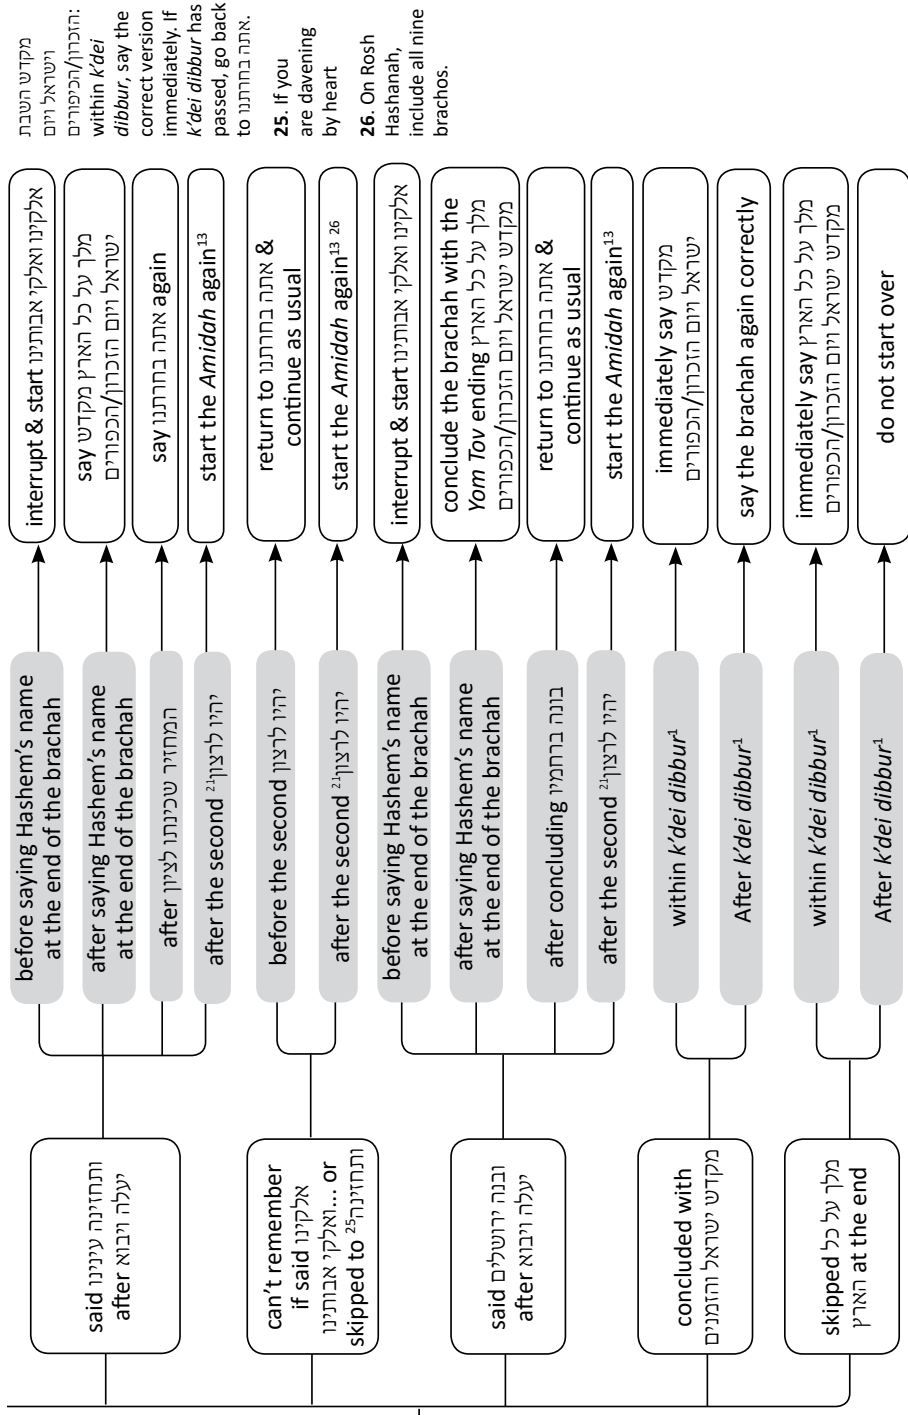 said ותחזינה עינינו
after יעלה ויבוא
before saying Hashem's name
at the end of the brachah
interrupt & start אלקינו ואלקי אבותינו
after saying Hashem's name
at the end of the brachah
say מלך על כל הארץ מקדש
ישראל ויום הזכרון/הכפורים
after המחזיר שכינתו לציון
say אתה בחרתנו again
after the second יהיו לרצון²¹
start the Amidah again¹³
can't remember
if said אלקינו
ואלקי אבותינו... or
skipped to ותחזינה²⁵
before the second יהיו לרצון
return to אתה בחרתנו &
continue as usual
after the second יהיו לרצון²¹
start the Amidah again¹³ ²⁶
said ובנה ירושלים
after יעלה ויבוא
before saying Hashem's name
at the end of the brachah
interrupt & start אלקינו ואלקי אבותינו
after saying Hashem's name
at the end of the brachah
conclude the brachah with the
Yom Tov ending מלך על כל הארץ
מקדש ישראל ויום הזכרון/הכפורים
after concluding בונה ברחמיו
return to אתה בחרתנו &
continue as usual
after the second יהיו לרצון²¹
start the Amidah again¹³
concluded with
מקדש ישראל והזמנים
within k'dei dibbur¹
immediately say מקדש
ישראל ויום הזכרון/הכפורים
After k'dei dibbur¹
say the brachah again correctly
skipped מלך על כל
הארץ at the end
within k'dei dibbur¹
immediately say מלך על כל הארץ
מקדש ישראל ויום הזכרון/הכפורים
After k'dei dibbur¹
do not start over
מקדש השבת
וישראל ויום
הזכרון/הכיפורים:
within k'dei
dibbur, say the
correct version
immediately. If
k'dei dibbur has
passed, go back
to אתה בחרתנו.
25. If you
are davening
by heart
26. On Rosh
Hashanah,
include all nine
brachos.